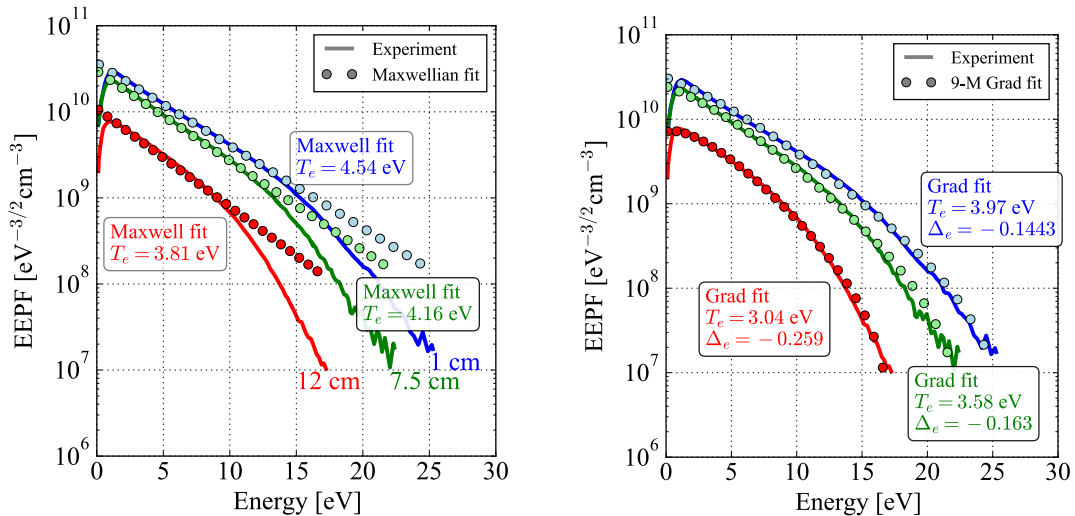 10^11
10^10
10^9
10^8
10^7
10^6
EEPF [eV^−3/2 cm^−3]
Experiment
Maxwellian fit
Maxwell fit
T_e = 4.54 eV
Maxwell fit
T_e = 3.81 eV
Maxwell fit
T_e = 4.16 eV
12 cm
7.5 cm
1 cm
0 5 10 15 20 25 30
Energy [eV]
10^11
10^10
10^9
10^8
10^7
10^6
EEPF [eV^−3/2 cm^−3]
Experiment
9-M Grad fit
Grad fit
T_e = 3.97 eV
Δ_e = −0.1443
Grad fit
T_e = 3.04 eV
Δ_e = −0.259
Grad fit
T_e = 3.58 eV
Δ_e = −0.163
0 5 10 15 20 25 30
Energy [eV]